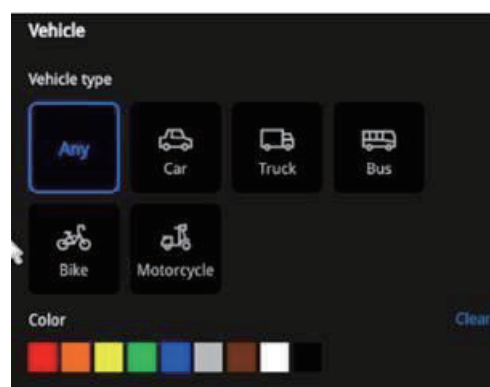 Vehicle
Vehicle type
Any
Car
Truck
Bus
Bike
Motorcycle
Color
Clear